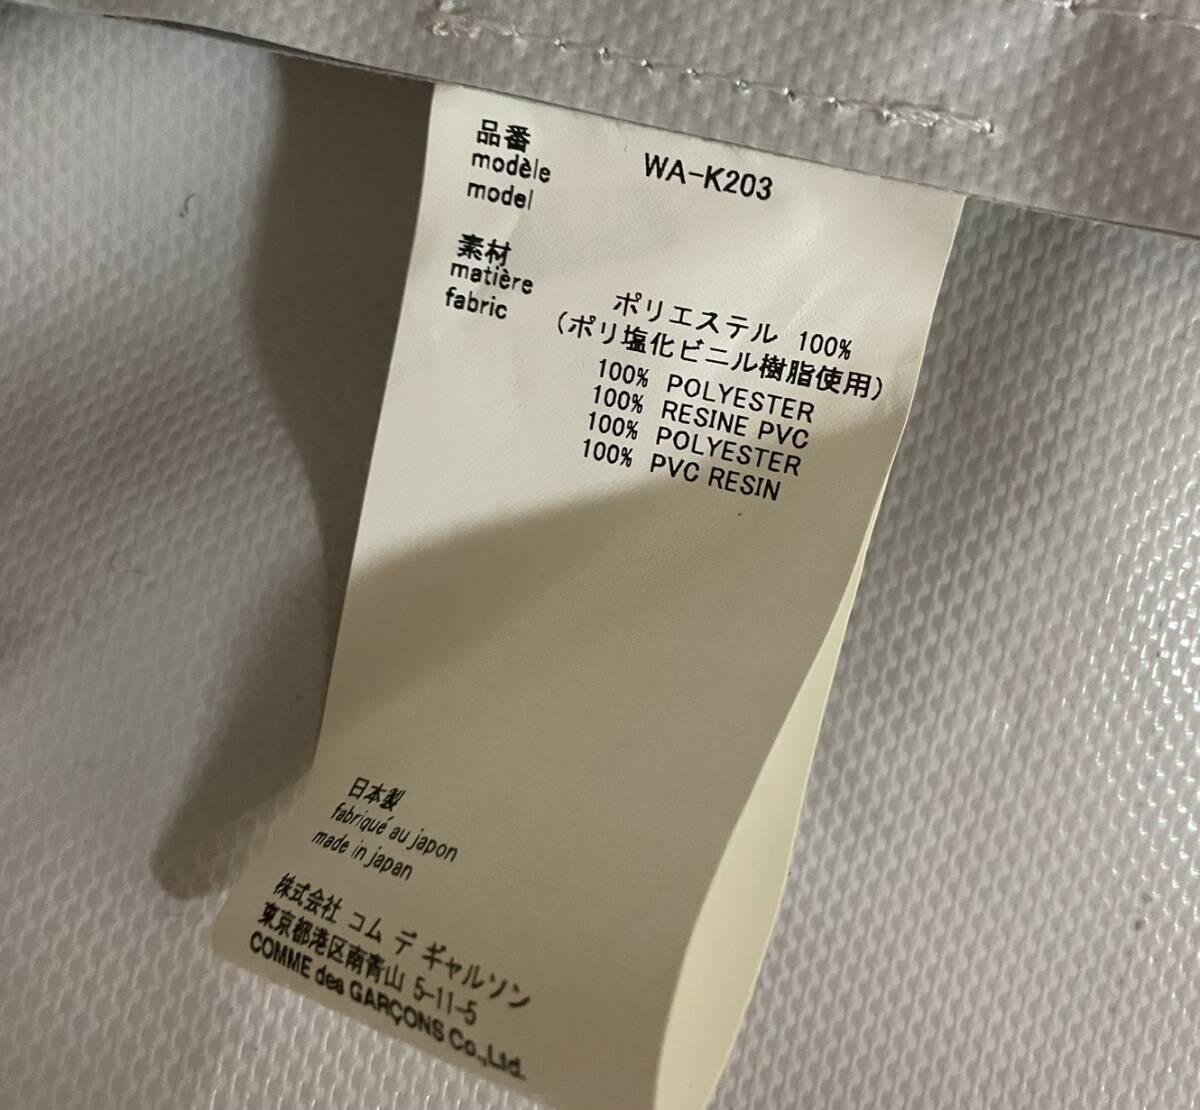 品番
modèle
model
WA-K203
素材
matière
fabric
ポリエステル 100%
(ポリ塩化ビニル樹脂使用)
100% POLYESTER
100% RESINE PVC
100% POLYESTER
100% PVC RESIN
日本製
fabriqué au japon
made in japan
株式会社 コム デ ギャルソン
東京都港区南青山 5-11-5
COMME des GARÇONS Co.,Ltd.